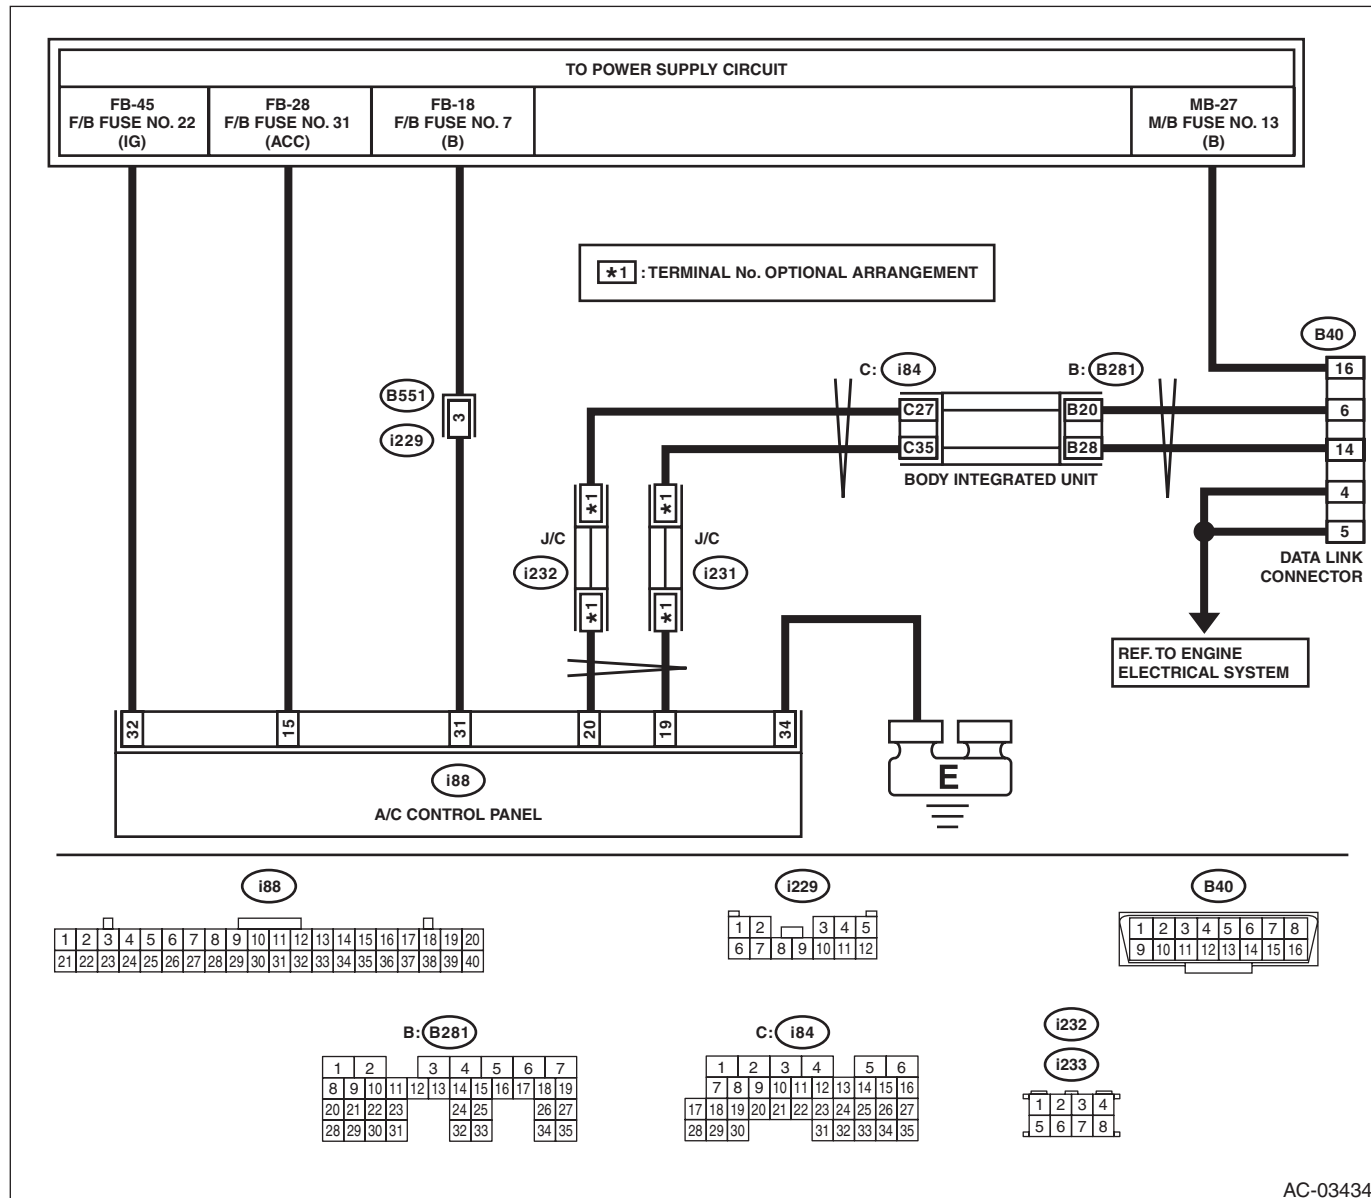 TO POWER SUPPLY CIRCUIT
FB-45
F/B FUSE NO. 22
(IG)
FB-28
F/B FUSE NO. 31
(ACC)
FB-18
F/B FUSE NO. 7
(B)
MB-27
M/B FUSE NO. 13
(B)
*1 : TERMINAL No. OPTIONAL ARRANGEMENT
B40
16
6
14
4
5
DATA LINK
CONNECTOR
C: i84
B: B281
C27
B20
C35
B28
BODY INTEGRATED UNIT
B551
3
i229
*1
*1
J/C
i232
J/C
i231
*1
*1
REF. TO ENGINE
ELECTRICAL SYSTEM
32
15
31
20
19
34
i88
A/C CONTROL PANEL
E
i88
1 2 3 4 5 6 7 8 9 10 11 12 13 14 15 16 17 18 19 20
21 22 23 24 25 26 27 28 29 30 31 32 33 34 35 36 37 38 39 40
i229
1 2 3 4 5
6 7 8 9 10 11 12
B40
1 2 3 4 5 6 7 8
9 10 11 12 13 14 15 16
B: B281
1 2 3 4 5 6 7
8 9 10 11 12 13 14 15 16 17 18 19
20 21 22 23 24 25 26 27
28 29 30 31 32 33 34 35
C: i84
1 2 3 4 5 6
7 8 9 10 11 12 13 14 15 16
17 18 19 20 21 22 23 24 25 26 27
28 29 30 31 32 33 34 35
i232
i233
1 2 3 4
5 6 7 8
AC-03434